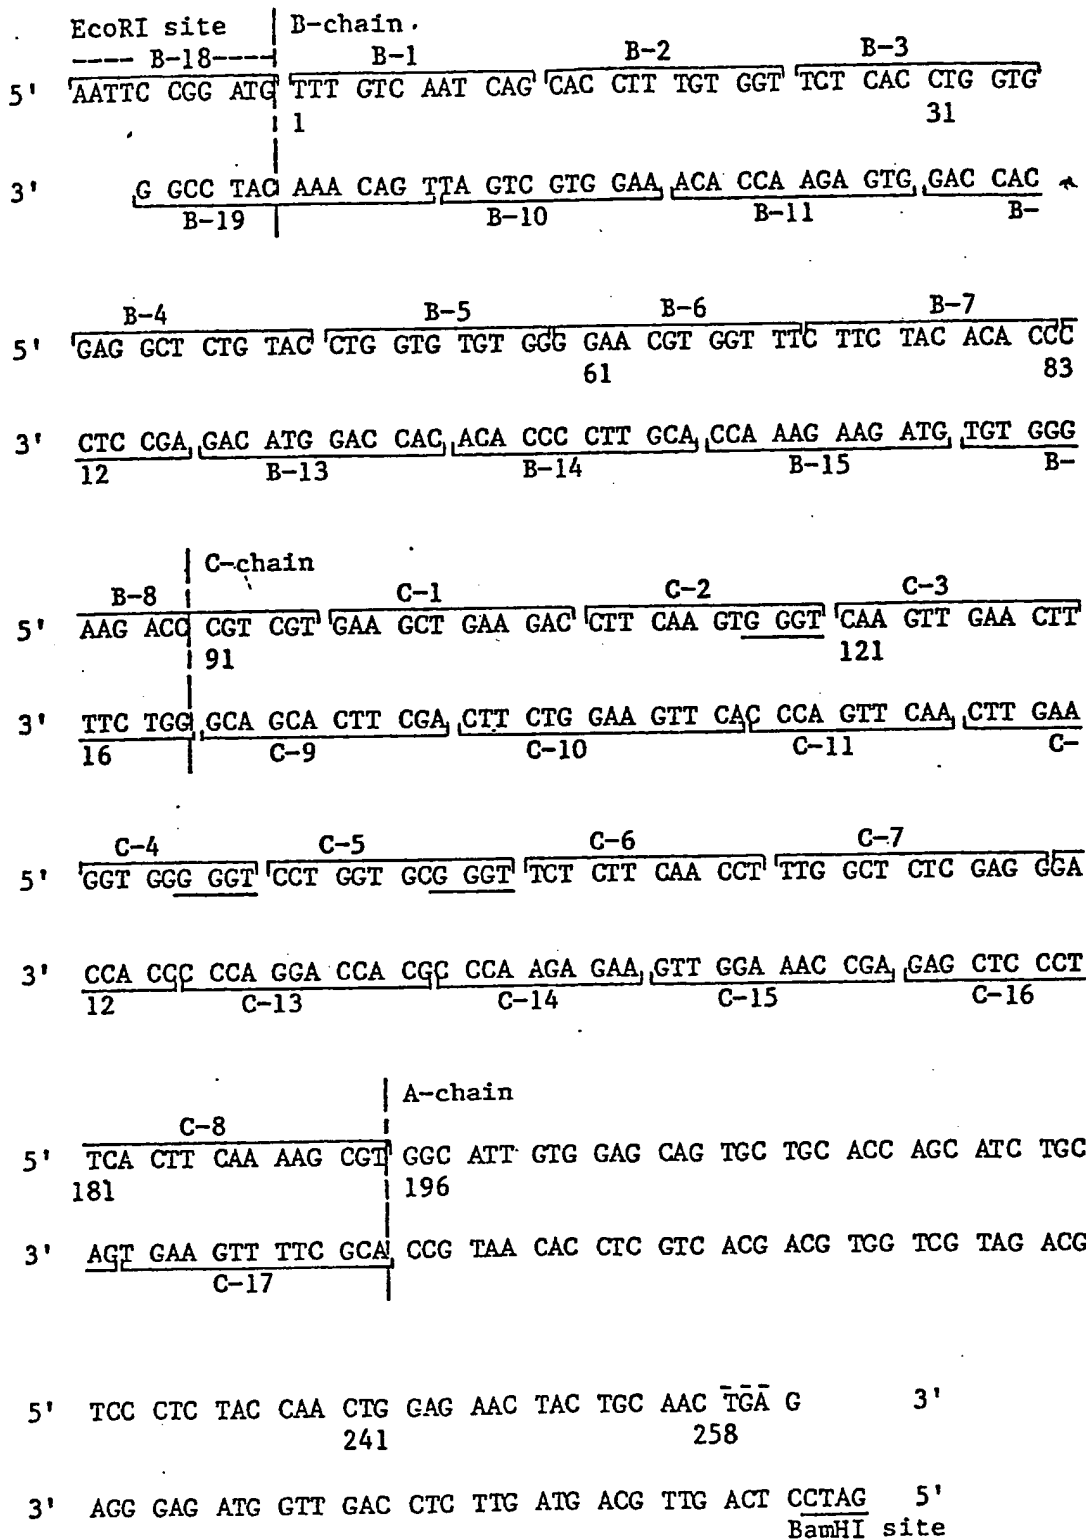 EcoRI site B-chain.
---- B-18----
B-1 B-2 B-3
5' AATTC CGG ATG TTT GTC AAT CAG CAC CTT TGT GGT TCT CAC CTG GTG
1 31
3' G GCC TAC AAA CAG TTA GTC GTG GAA ACA CCA AGA GTG GAC CAC
B-19 B-10 B-11 B-
B-4 B-5 B-6 B-7
5' GAG GCT CTG TAC CTG GTG TGT GGG GAA CGT GGT TTC TTC TAC ACA CCC
61 83
3' CTC CGA GAC ATG GAC CAC ACA CCC CTT GCA CCA AAG AAG ATG TGT GGG
12 B-13 B-14 B-15 B-
C-chain
B-8 C-1 C-2 C-3
5' AAG ACC CGT CGT GAA GCT GAA GAC CTT CAA GTG GGT CAA GTT GAA CTT
91 121
3' TTC TGG GCA GCA CTT CGA CTT CTG GAA GTT CAC CCA GTT CAA CTT GAA
16 C-9 C-10 C-11 C-
C-4 C-5 C-6 C-7
5' GGT GGG GGT CCT GGT GCG GGT TCT CTT CAA CCT TTG GCT CTC GAG GGA
3' CCA CCC CCA GGA CCA CGC CCA AGA GAA GTT GGA AAC CGA GAG CTC CCT
12 C-13 C-14 C-15 C-16
A-chain
C-8
5' TCA CTT CAA AAG CGT GGC ATT GTG GAG CAG TGC TGC ACC AGC ATC TGC
181 196
3' AGT GAA GTT TTC GCA CCG TAA CAC CTC GTC ACG ACG TGG TCG TAG ACG
C-17
5' TCC CTC TAC CAA CTG GAG AAC TAC TGC AAC TGA G 3'
241 258
3' AGG GAG ATG GTT GAC CTC TTG ATG ACG TTG ACT CCTAG 5'
BamHI site